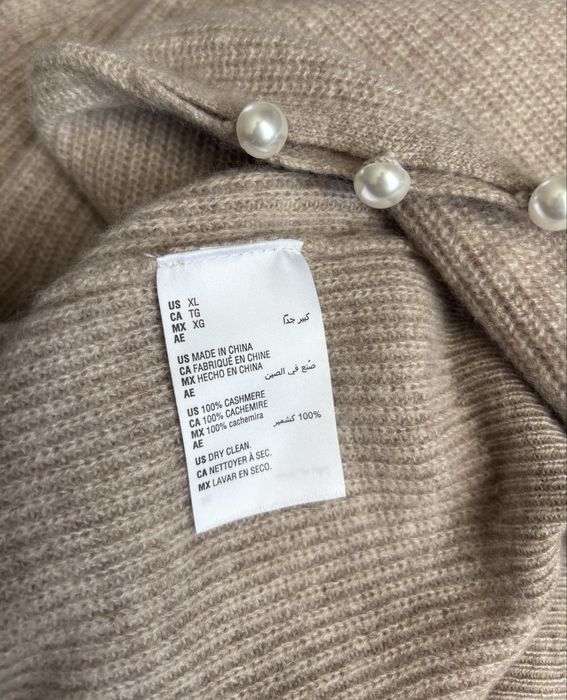 US XL
CA TG
MX XG
AE كبير جدًا
US MADE IN CHINA
CA FABRIQUÉ EN CHINE
MX HECHO EN CHINA
AE صُنع في الصين
US 100% CASHMERE
CA 100% CACHEMIRE
MX 100% cachemira
AE 100% كشمير
US DRY CLEAN.
CA NETTOYER À SEC.
MX LAVAR EN SECO.